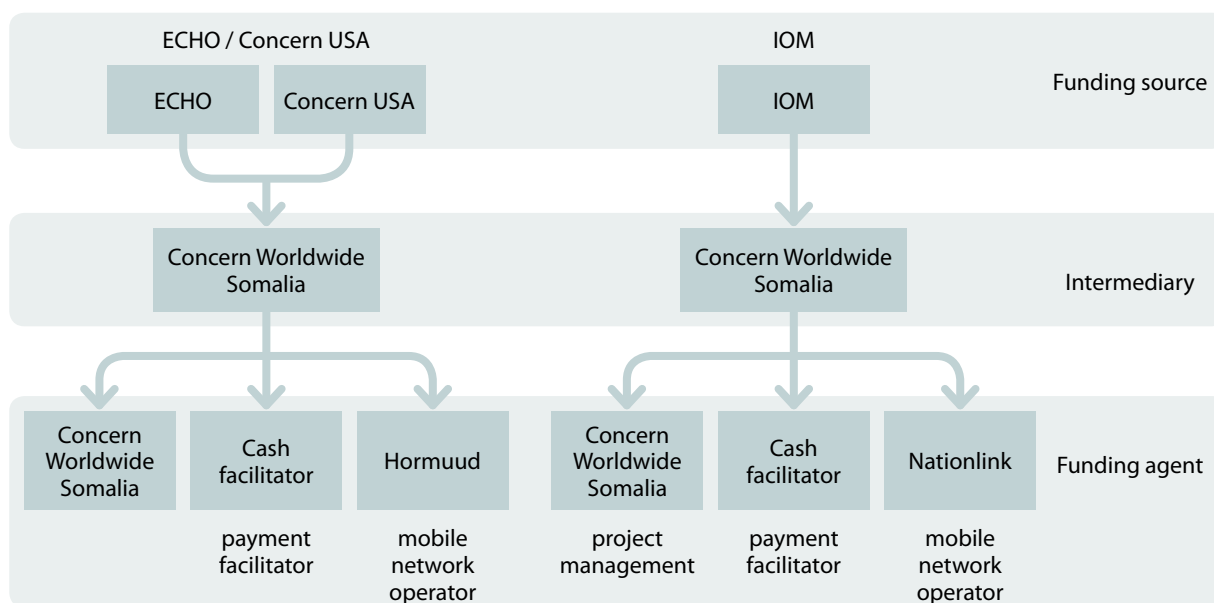 ECHO / Concern USA
IOM
ECHO
Concern USA
IOM
Funding source
Concern Worldwide
Somalia
Concern Worldwide
Somalia
Intermediary
Concern
Worldwide
Somalia
Cash
facilitator
Hormuud
Concern
Worldwide
Somalia
Cash
facilitator
Nationlink
Funding agent
payment
facilitator
mobile
network
operator
project
management
payment
facilitator
mobile
network
operator